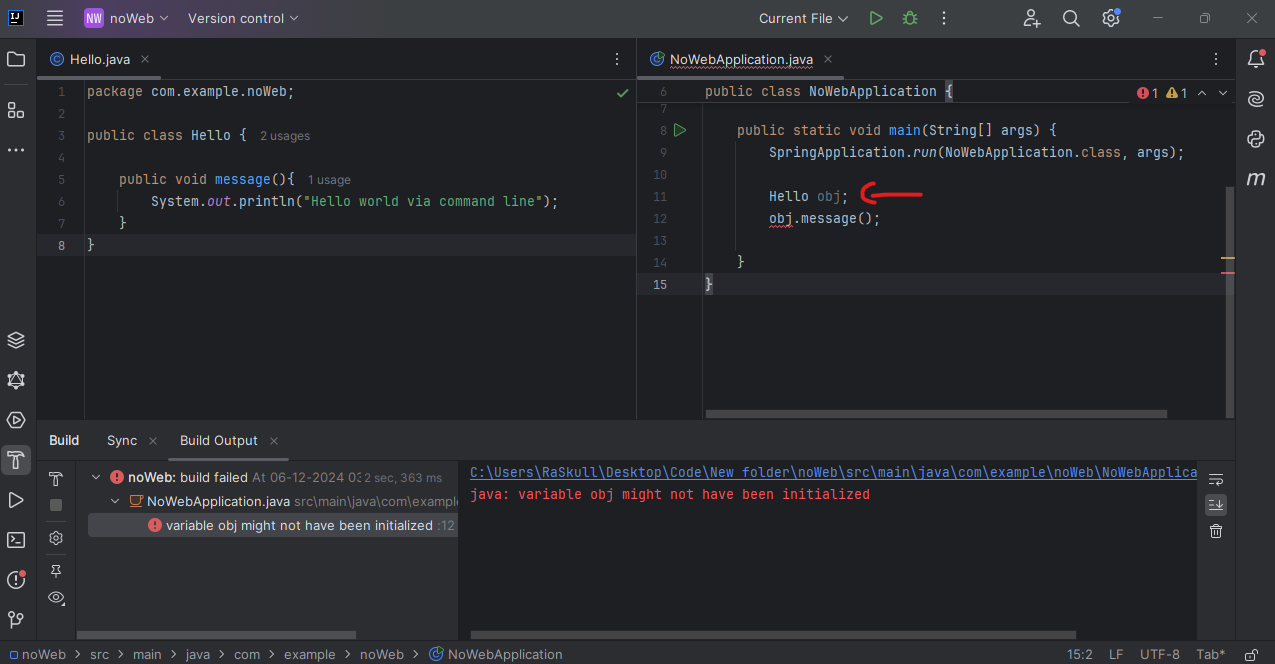 IJ NW noWeb Version control Current File
Hello.java
1 package com.example.noWeb;
2
3 public class Hello { 2 usages
4
5 public void message(){ 1 usage
6 System.out.println("Hello world via command line");
7 }
8 }
NoWebApplication.java
6 public class NoWebApplication { 1 1
7
8 public static void main(String[] args) {
9 SpringApplication.run(NoWebApplication.class, args);
10
11 Hello obj;
12 obj.message();
13
14 }
15 }
m
Build Sync Build Output
noWeb: build failed At 06-12-2024 03 2 sec, 363 ms
NoWebApplication.java src\main\java\com\example
variable obj might not have been initialized :12
C:\Users\RaSkull\Desktop\Code\New folder\noWeb\src\main\java\com\example\noWeb\NoWebApplica
java: variable obj might not have been initialized
noWeb > src > main > java > com > example > noWeb > NoWebApplication 15:2 LF UTF-8 Tab*